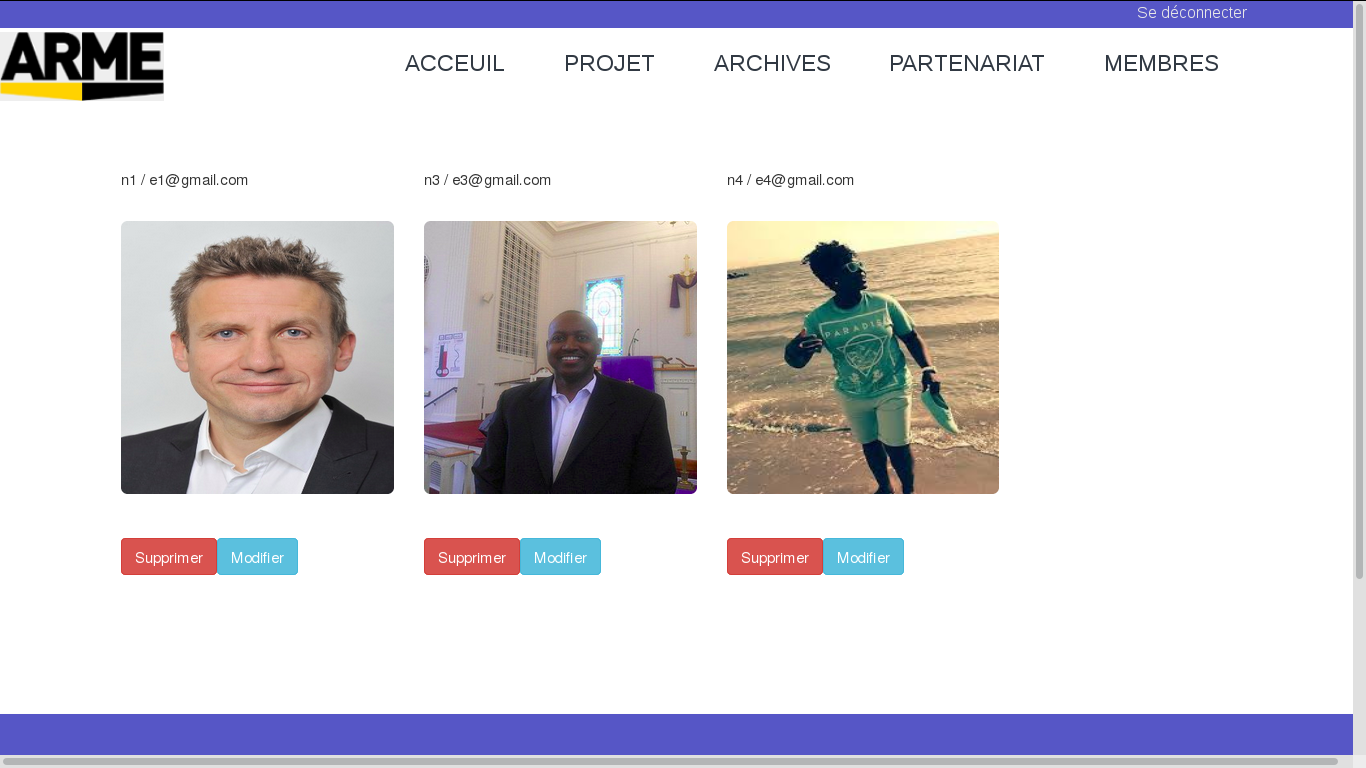 Se déconnecter
ARME
ACCEUIL PROJET ARCHIVES PARTENARIAT MEMBRES
n1 / e1@gmail.com n3 / e3@gmail.com n4 / e4@gmail.com
PARADISE
Supprimer Modifier Supprimer Modifier Supprimer Modifier